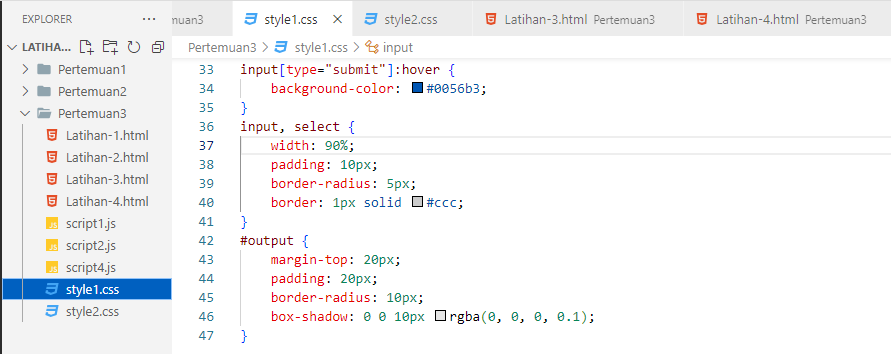 EXPLORER
LATIHA...
Pertemuan1
Pertemuan2
Pertemuan3
Latihan-1.html
Latihan-2.html
Latihan-3.html
Latihan-4.html
script1.js
script2.js
script4.js
style1.css
style2.css
muan3 style1.css style2.css Latihan-3.html Pertemuan3 Latihan-4.html Pertemuan3
Pertemuan3 > style1.css > input
33 input[type="submit"]:hover {
34 background-color: #0056b3;
35 }
36 input, select {
37 width: 90%;
38 padding: 10px;
39 border-radius: 5px;
40 border: 1px solid #ccc;
41 }
42 #output {
43 margin-top: 20px;
44 padding: 20px;
45 border-radius: 10px;
46 box-shadow: 0 0 10px rgba(0, 0, 0, 0.1);
47 }